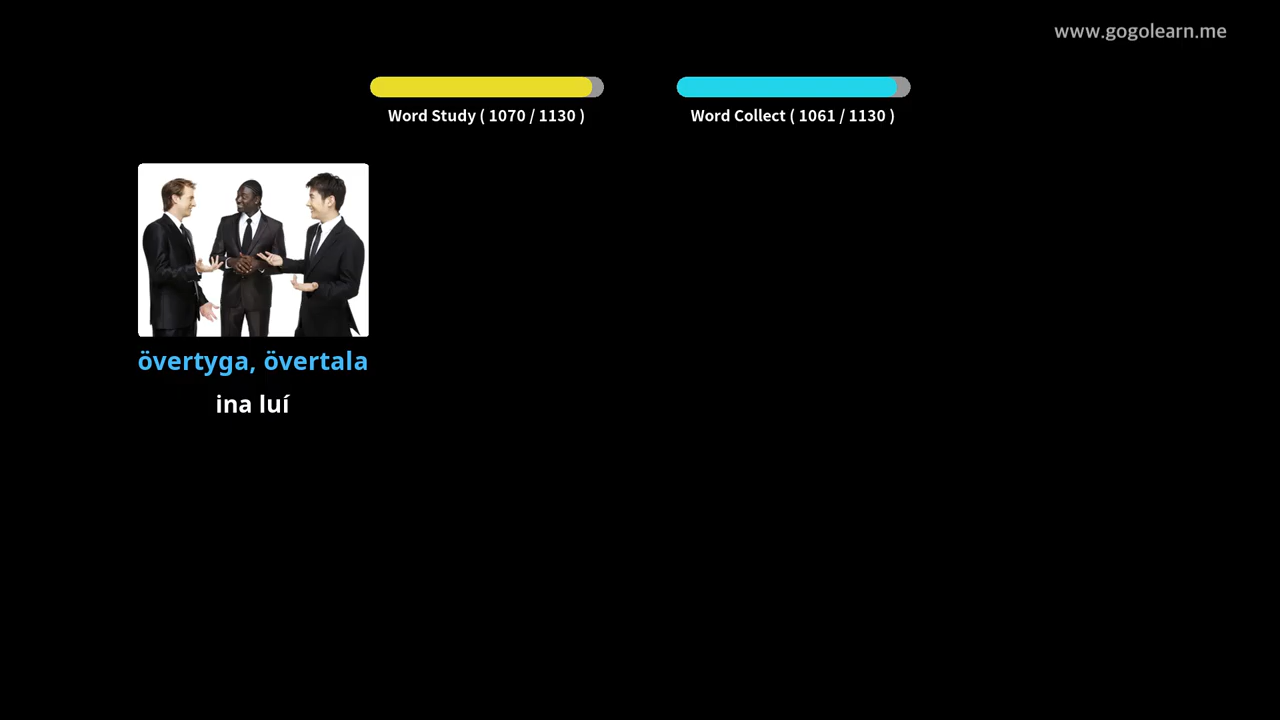 www.gogolearn.me
Word Study ( 1070 / 1130 )
Word Collect ( 1061 / 1130 )
övertyga, övertala
ina luí